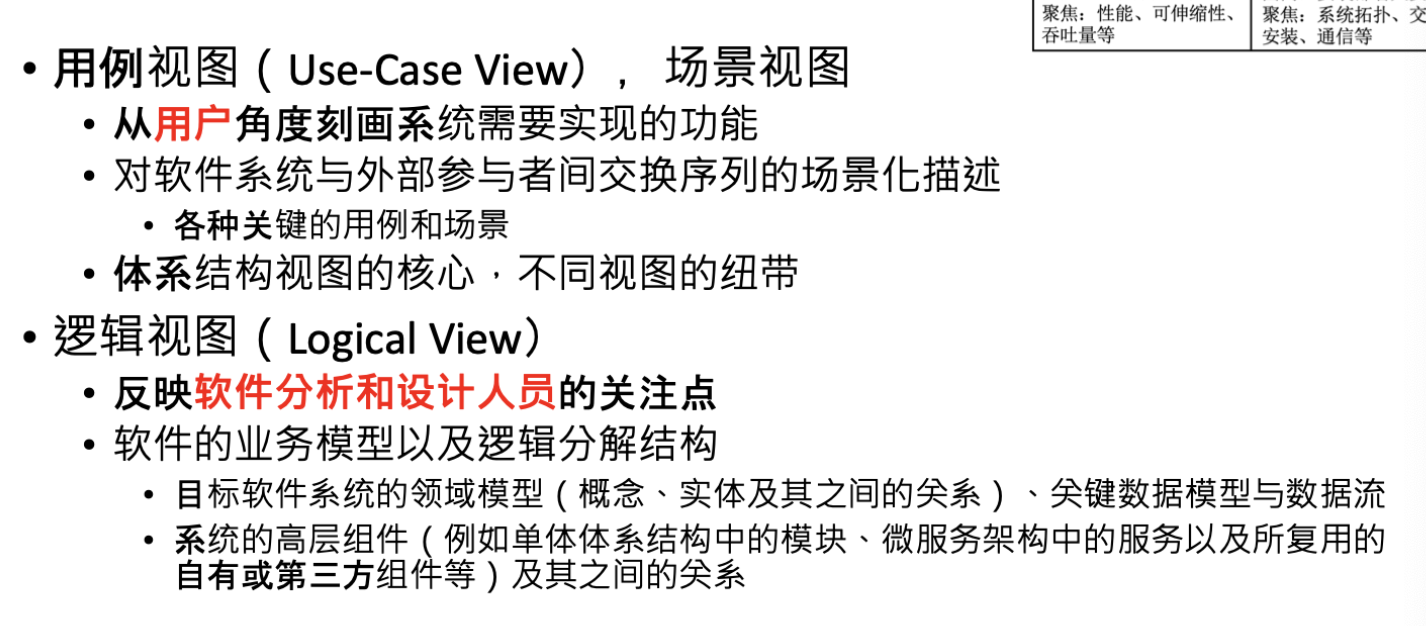 聚焦：性能、可伸缩性、
吞吐量等
聚焦：系统拓扑、交
安装、通信等
• 用例视图（Use-Case View），场景视图
• 从用户角度刻画系统需要实现的功能
• 对软件系统与外部参与者间交换序列的场景化描述
• 各种关键的用例和场景
• 体系结构视图的核心，不同视图的纽带
• 逻辑视图（Logical View）
• 反映软件分析和设计人员的关注点
• 软件的业务模型以及逻辑分解结构
• 目标软件系统的领域模型（概念、实体及其之间的关系）、关键数据模型与数据流
• 系统的高层组件（例如单体体系结构中的模块、微服务架构中的服务以及所复用的
自有或第三方组件等）及其之间的关系